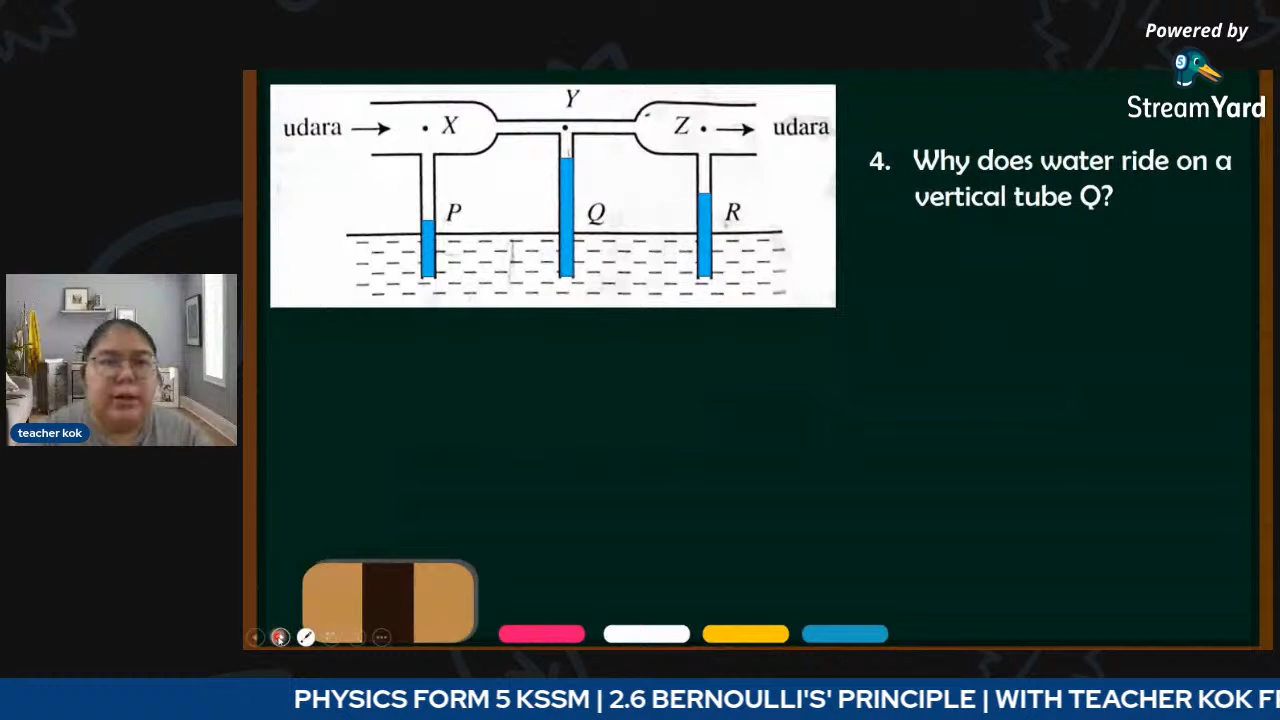 Powered by
StreamYard
Y
udara
X
Z
udara
P
Q
R
4. Why does water ride on a
vertical tube Q?
teacher kok
PHYSICS FORM 5 KSSM | 2.6 BERNOULLI'S' PRINCIPLE | WITH TEACHER KOK F